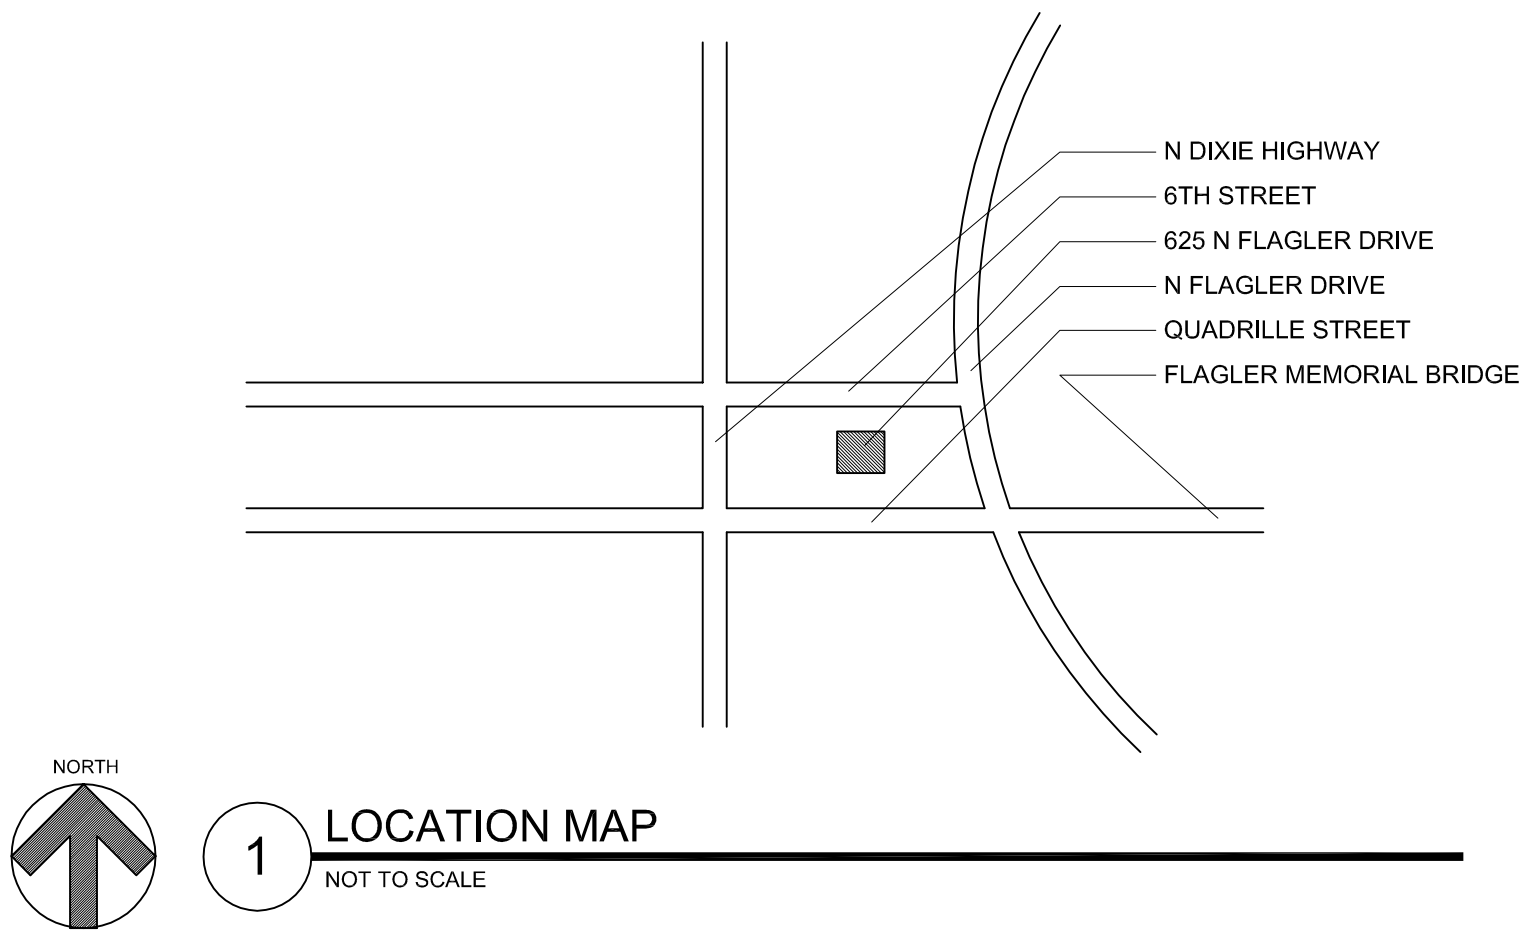 N DIXIE HIGHWAY
6TH STREET
625 N FLAGLER DRIVE
N FLAGLER DRIVE
QUADRILLE STREET
FLAGLER MEMORIAL BRIDGE
NORTH
1
LOCATION MAP
NOT TO SCALE